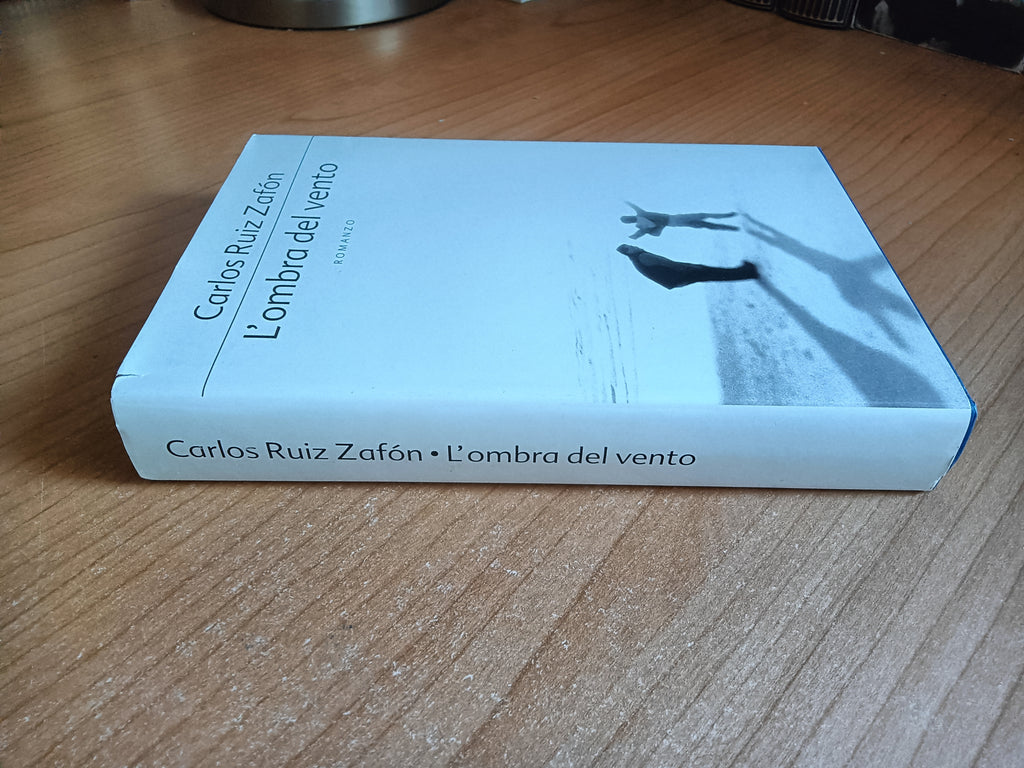 Carlos Ruiz Zafón
L'ombra del vento
ROMANZO
Carlos Ruiz Zafón • L'ombra del vento